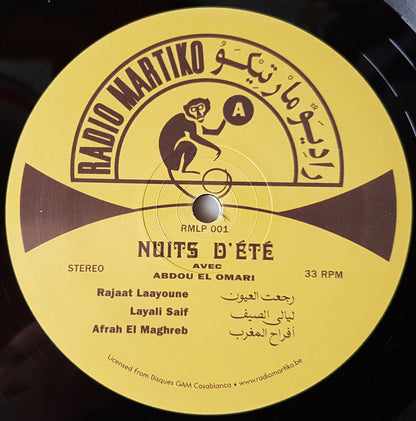 RADIO MARTIKO راديو مارتيكو
A
RMLP 001
NUITS D'ÉTÉ
AVEC
ABDOU EL OMARI
STEREO
33 RPM
Rajaat Laayoune رجعت العيون
Layali Saif ليالي الصيف
Afrah El Maghreb أفراح المغرب
Licensed from Disques GAM Casablanca • www.radiomartiko.be